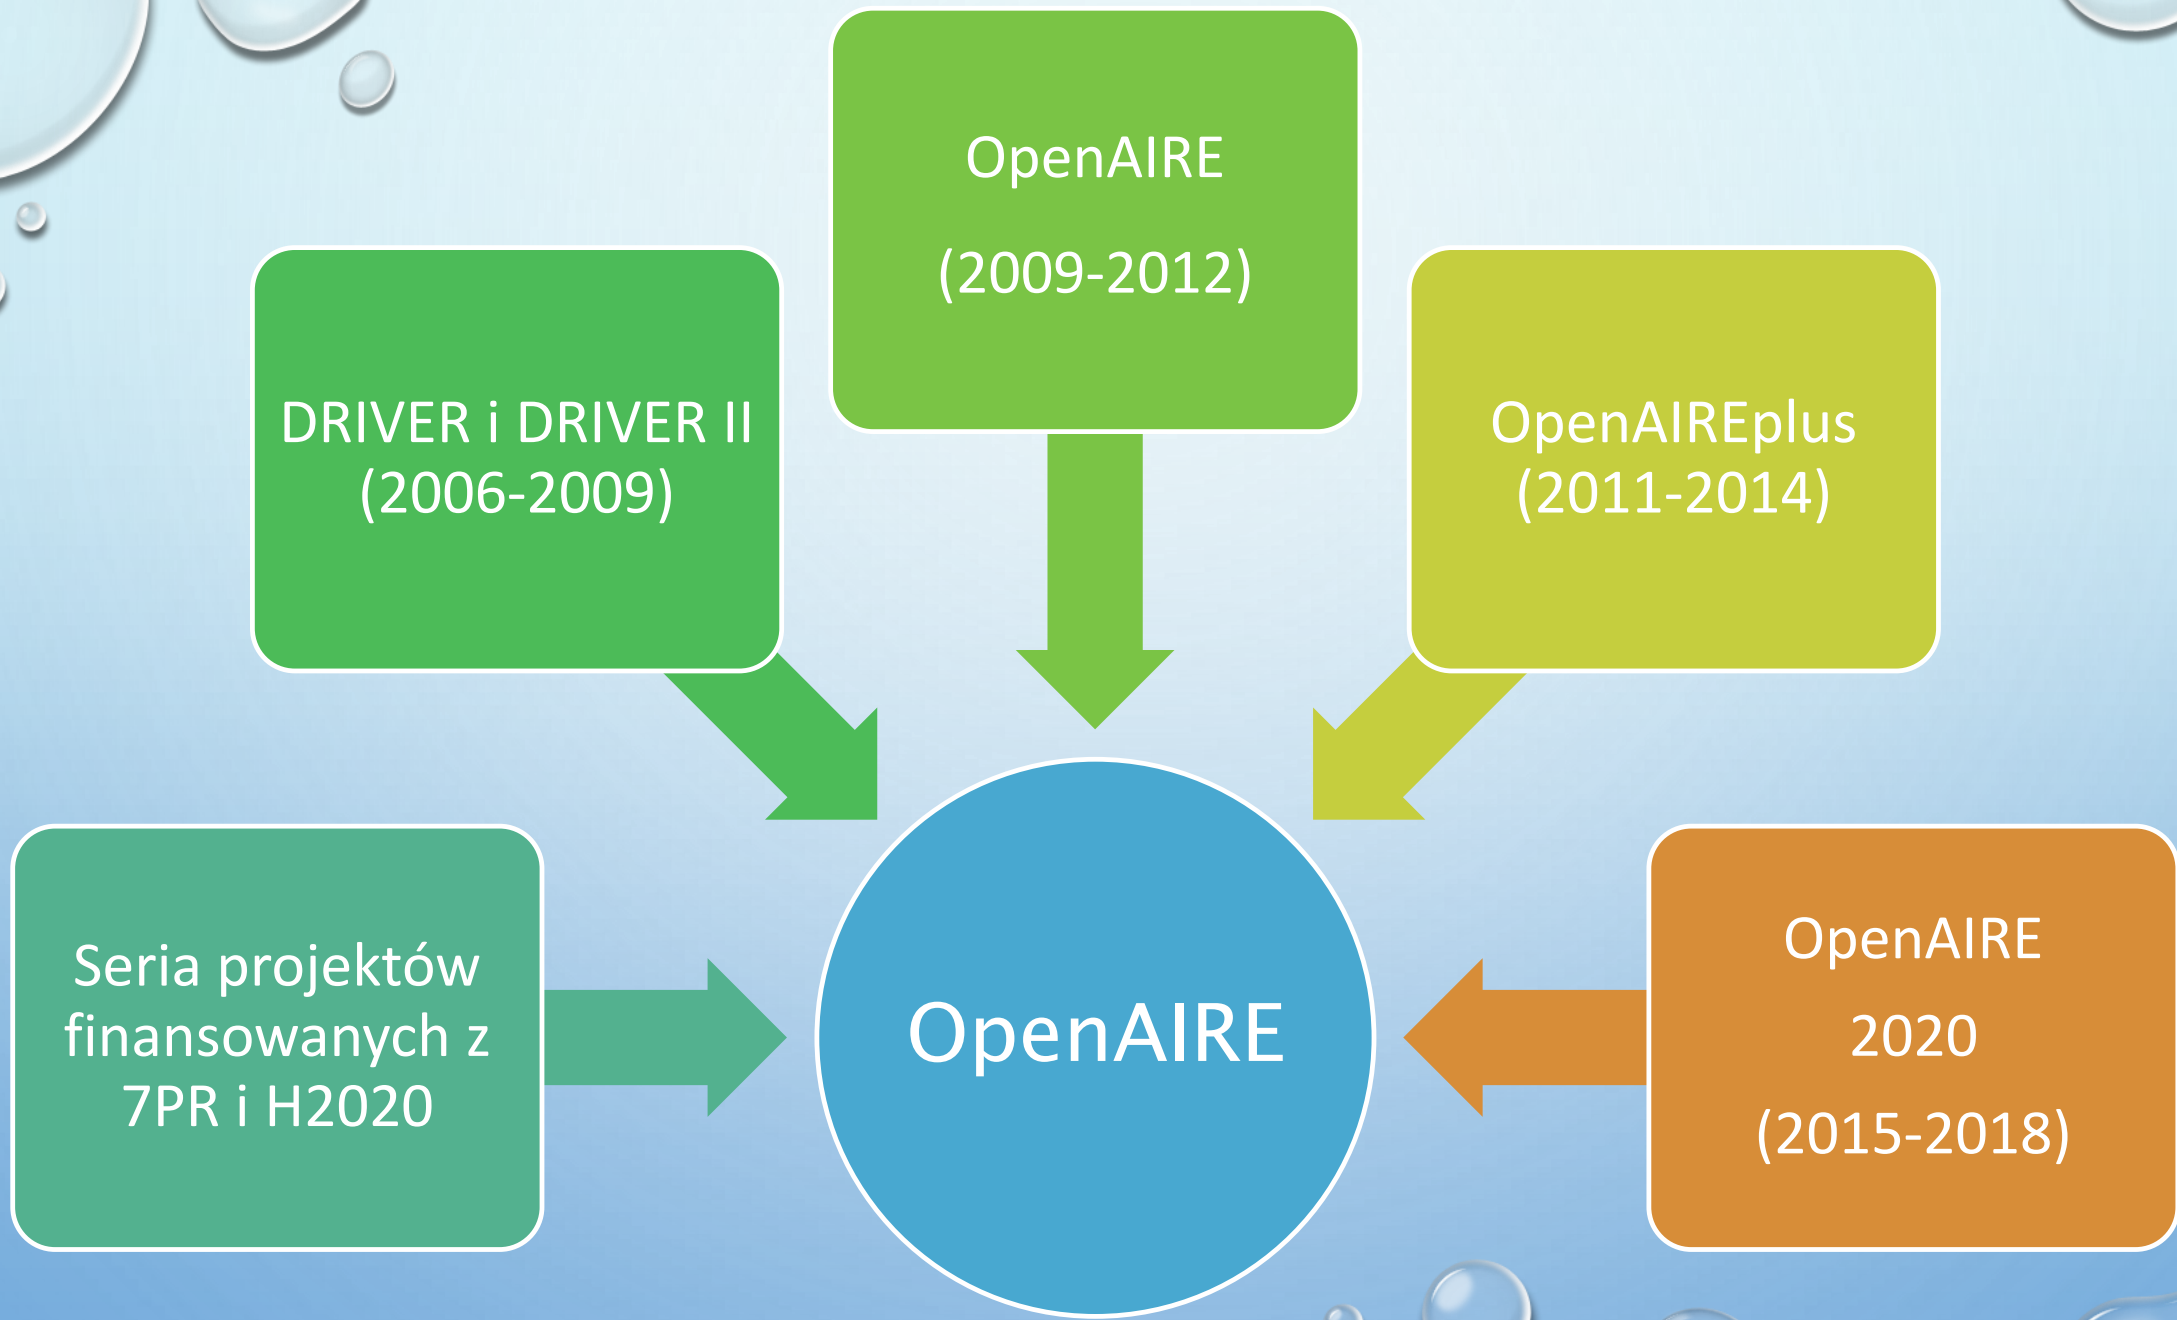 Seria projektów
finansowanych z
7PR i H2020
DRIVER i DRIVER II
(2006-2009)
OpenAIRE
(2009-2012)
OpenAIREplus
(2011-2014)
OpenAIRE
2020
(2015-2018)
OpenAIRE